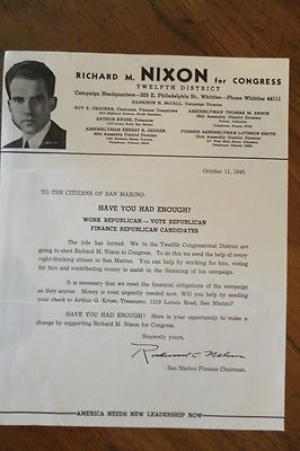 RICHARD M. NIXON for CONGRESS
TWELFTH DISTRICT
Campaign Headquarters—205 E. Philadelphia St., Whittier—Phone Whittier 44111
HARRISON E. McCALL, Campaign Director
ROY P. CROCKER, Chairman, Finance Committee
ASSEMBLYMAN THOMAS M. ERWIN
ARTHUR KRUSE, Treasurer
ASSEMBLYMAN ERNEST R. GEDDES
FORMER ASSEMBLYMAN LOTHROP SMITH
October 11, 1946.
TO THE CITIZENS OF SAN MARINO:
HAVE YOU HAD ENOUGH?
WORK REPUBLICAN—VOTE REPUBLICAN
FINANCE REPUBLICAN CANDIDATES
The tide has turned. We in the Twelfth Congressional District are
going to elect Richard M. Nixon to Congress. To do this we need the help of every
right-thinking citizen in San Marino. You can help by working for him, voting
for him and contributing money to assist in the financing of his campaign.
It is necessary that we meet the financial obligations of the campaign
as they accrue. Money is most urgently needed now. Will you help by sending
your check to Arthur G. Kruse, Treasurer, 1319 Lorain Road, San Marino?
HAVE YOU HAD ENOUGH? Here is your opportunity to make a
change by supporting Richard M. Nixon for Congress.
Sincerely yours,
San Marino Finance Chairman.
AMERICA NEEDS NEW LEADERSHIP NOW